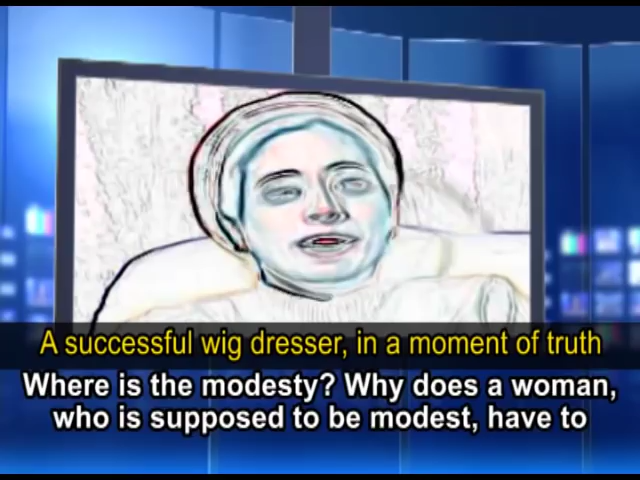 A successful wig dresser, in a moment of truth
Where is the modesty? Why does a woman,
who is supposed to be modest, have to